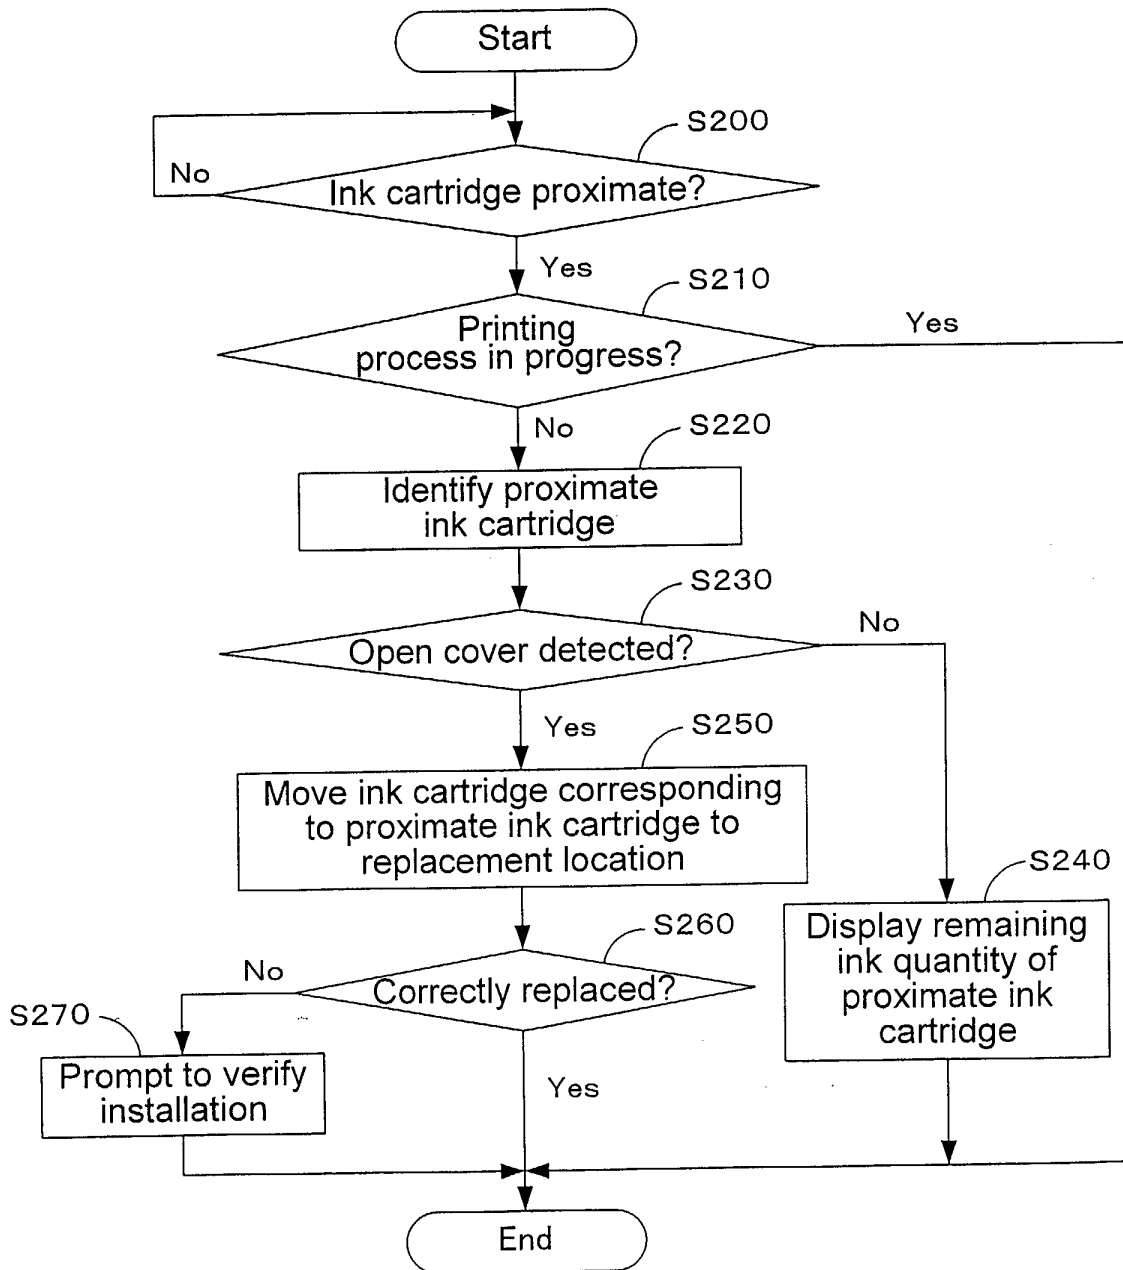 Start
S200
No
Ink cartridge proximate?
Yes
S210
Printing
process in progress?
Yes
No
S220
Identify proximate
ink cartridge
S230
No
Open cover detected?
Yes
S250
Move ink cartridge corresponding
to proximate ink cartridge to
replacement location
S240
Display remaining
ink quantity of
proximate ink
cartridge
S260
No
Correctly replaced?
S270
Prompt to verify
installation
Yes
End